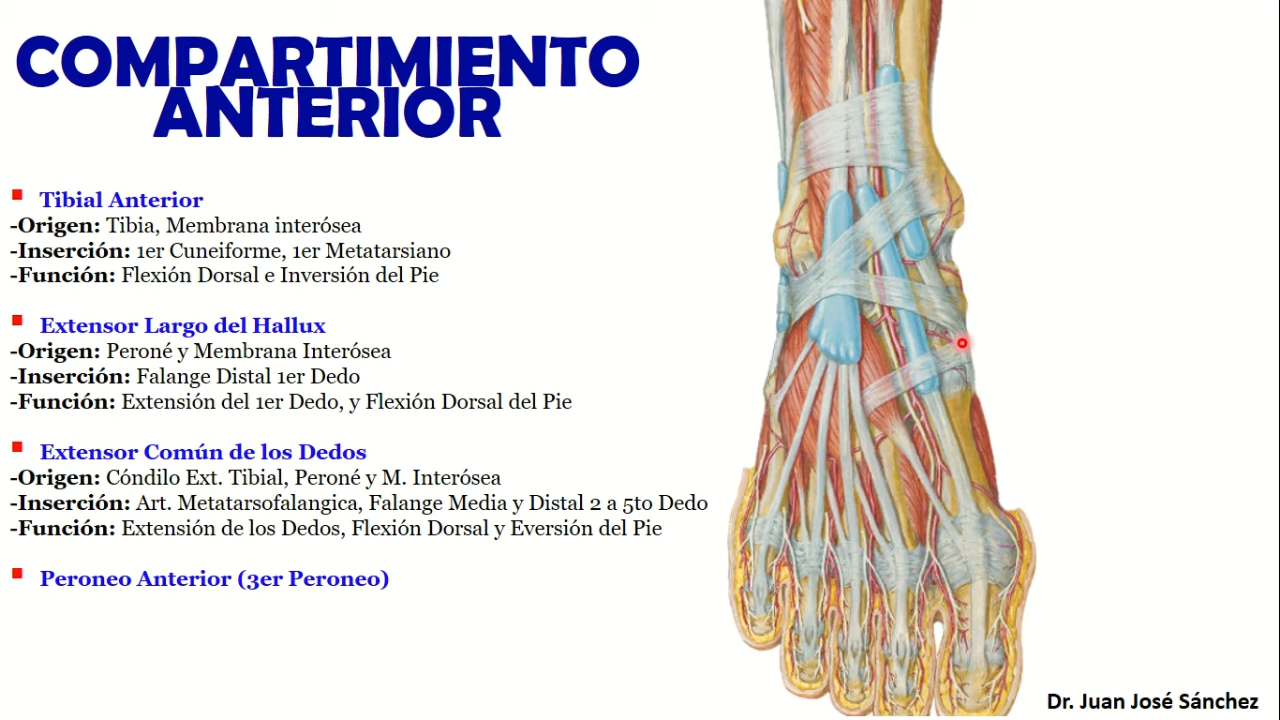 COMPARTIMIENTO
ANTERIOR
Tibial Anterior
-Origen: Tibia, Membrana interósea
-Inserción: 1er Cuneiforme, 1er Metatarsiano
-Función: Flexión Dorsal e Inversión del Pie
Extensor Largo del Hallux
-Origen: Peroné y Membrana Interósea
-Inserción: Falange Distal 1er Dedo
-Función: Extensión del 1er Dedo, y Flexión Dorsal del Pie
Extensor Común de los Dedos
-Origen: Cóndilo Ext. Tibial, Peroné y M. Interósea
-Inserción: Art. Metatarsofalangica, Falange Media y Distal 2 a 5to Dedo
-Función: Extensión de los Dedos, Flexión Dorsal y Eversión del Pie
Peroneo Anterior (3er Peroneo)
Dr. Juan José Sánchez